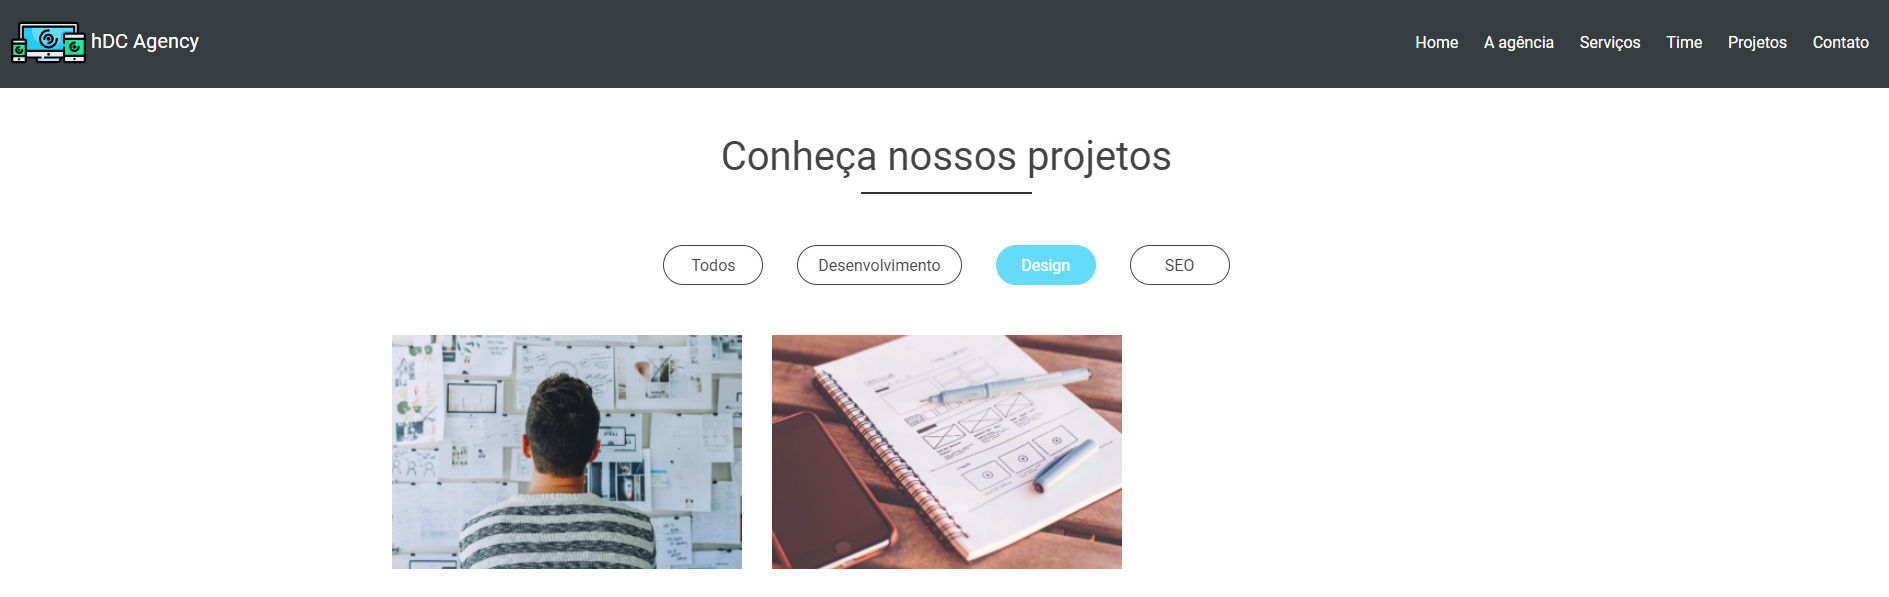 hDC Agency
Home A agência Serviços Time Projetos Contato
Conheça nossos projetos
Todos Desenvolvimento Design SEO